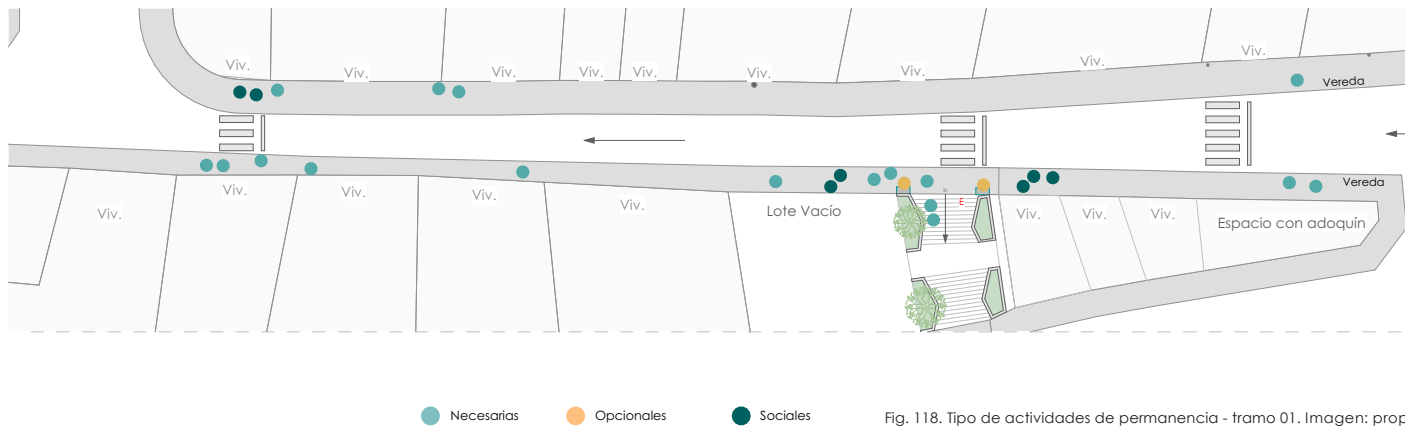 Viv.
Viv.
Viv.
Viv.
Viv.
Viv.
Viv.
Viv.
Viv.
Vereda
Vereda
Viv.
Viv.
Viv.
Viv.
Viv.
Lote Vacío
E
Viv.
Viv.
Viv.
Espacio con adoquín
Necesarias
Opcionales
Sociales
Fig. 118. Tipo de actividades de permanencia - tramo 01. Imagen: prop